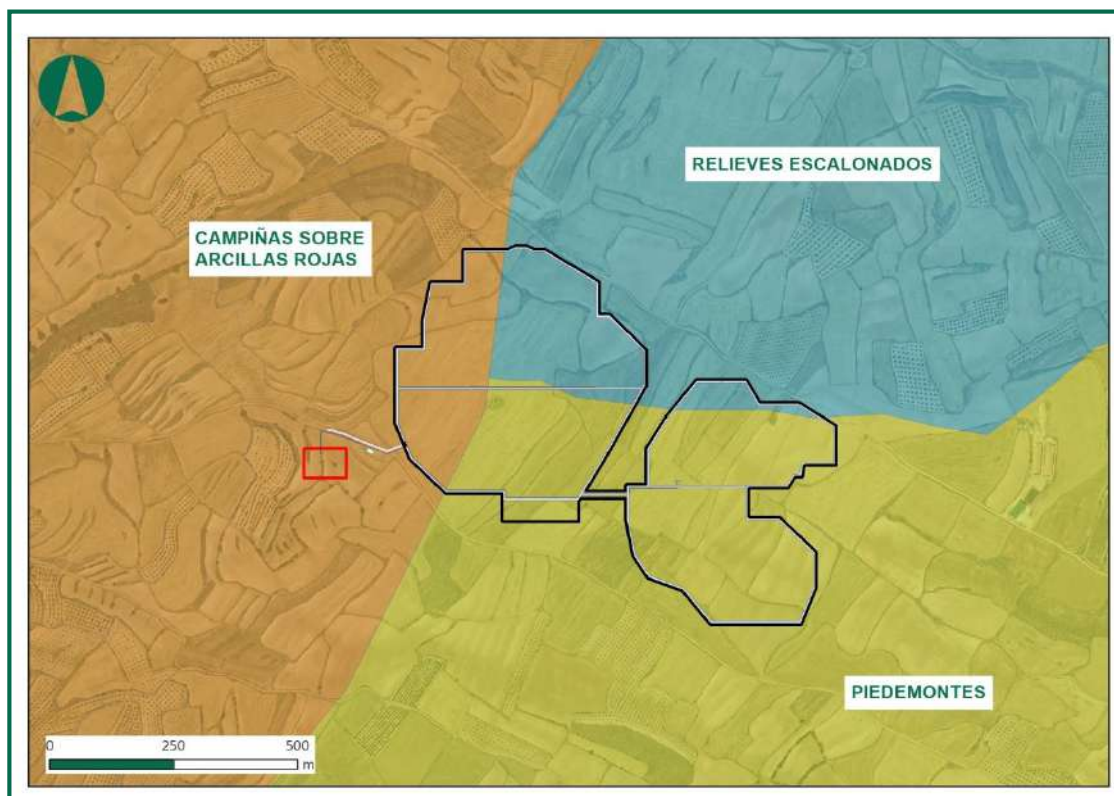 RELIEVES ESCALONADOS
CAMPIÑAS SOBRE
ARCILLAS ROJAS
PIEDEMONTES
0 250 500
m